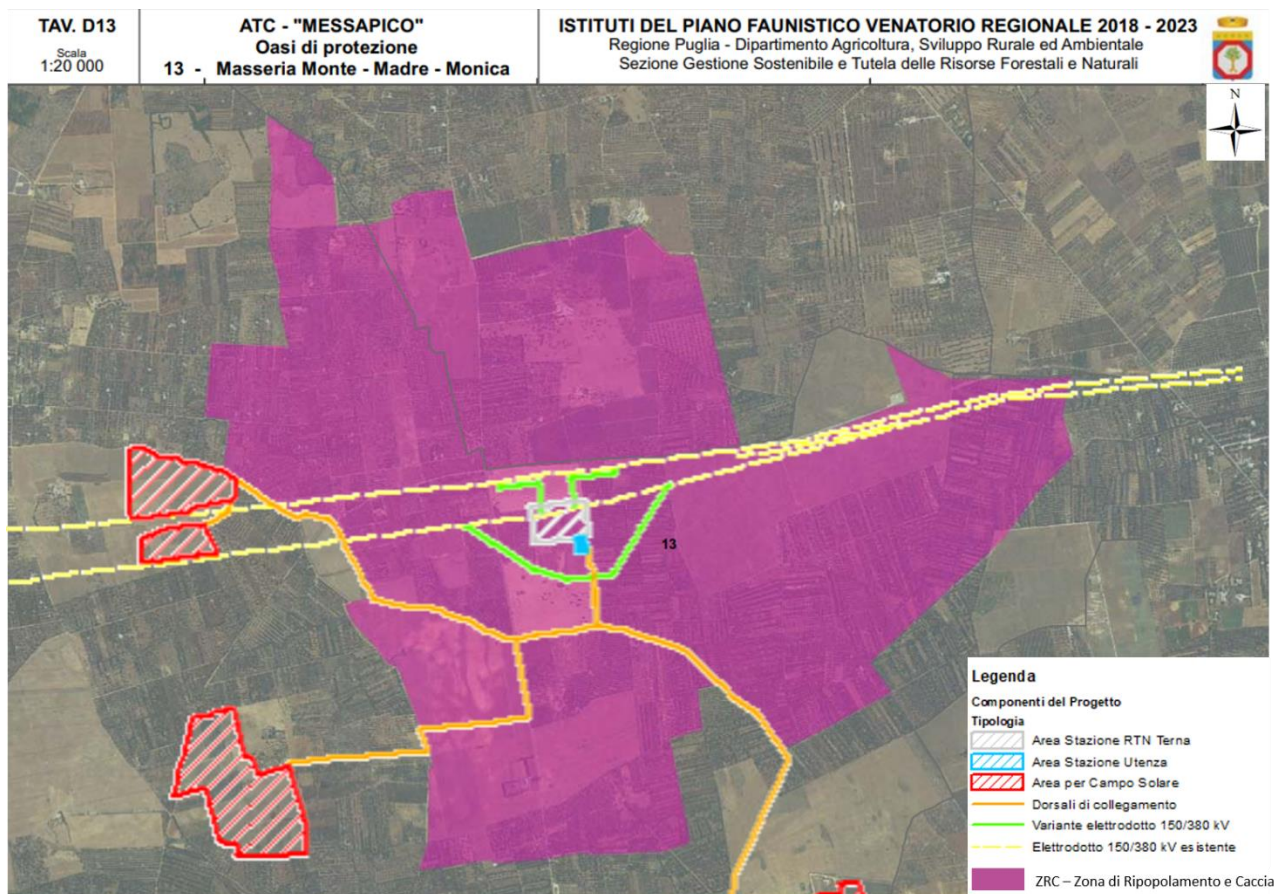 TAV. D13
Scala
1:20 000
ATC - "MESSAPICO"
Oasi di protezione
13 - Masseria Monte - Madre - Monica
ISTITUTI DEL PIANO FAUNISTICO VENATORIO REGIONALE 2018 - 2023
Regione Puglia - Dipartimento Agricoltura, Sviluppo Rurale ed Ambientale
Sezione Gestione Sostenibile e Tutela delle Risorse Forestali e Naturali
N
13
Legenda
Componenti del Progetto
Tipologia
Area Stazione RTN Terna
Area Stazione Utenza
Area per Campo Solare
Dorsali di collegamento
Variante elettrodotto 150/380 kV
Elettrodotto 150/380 kV esistente
ZRC – Zona di Ripopolamento e Caccia